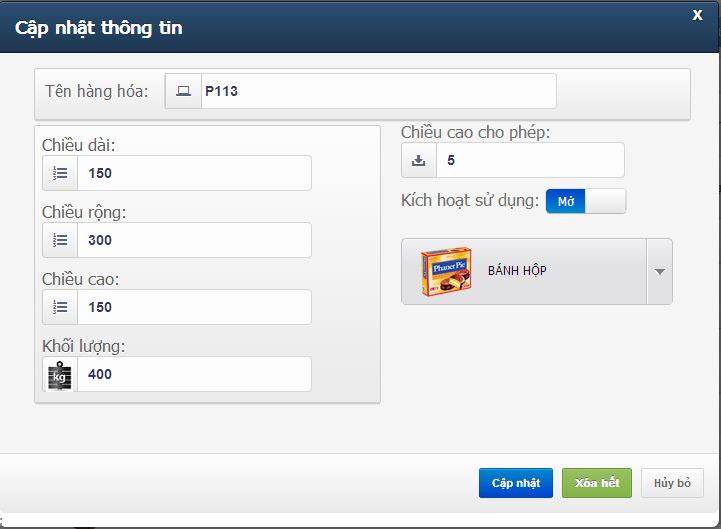 Cập nhật thông tin
X
Tên hàng hóa:
P113
Chiều dài:
150
Chiều rộng:
300
Chiều cao:
150
Khối lượng:
kg
400
Chiều cao cho phép:
5
Kích hoạt sử dụng:
Mở
Phaner Pie
BÁNH HỘP
Cập nhật
Xóa hết
Hủy bỏ